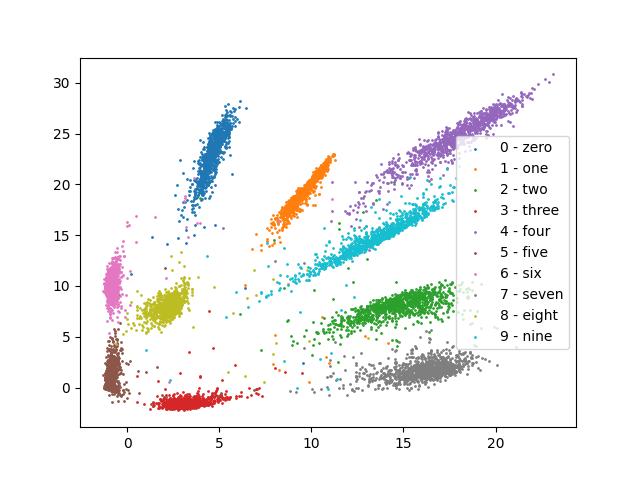 30
25
20
15
10
5
0
0 - zero
1 - one
2 - two
3 - three
4 - four
5 - five
6 - six
7 - seven
8 - eight
9 - nine
0 5 10 15 20